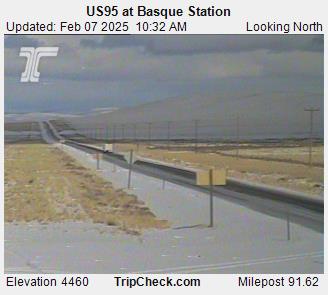 US95 at Basque Station
Updated: Feb 07 2025 10:32 AM Looking North
Elevation 4460 TripCheck.com Milepost 91.62